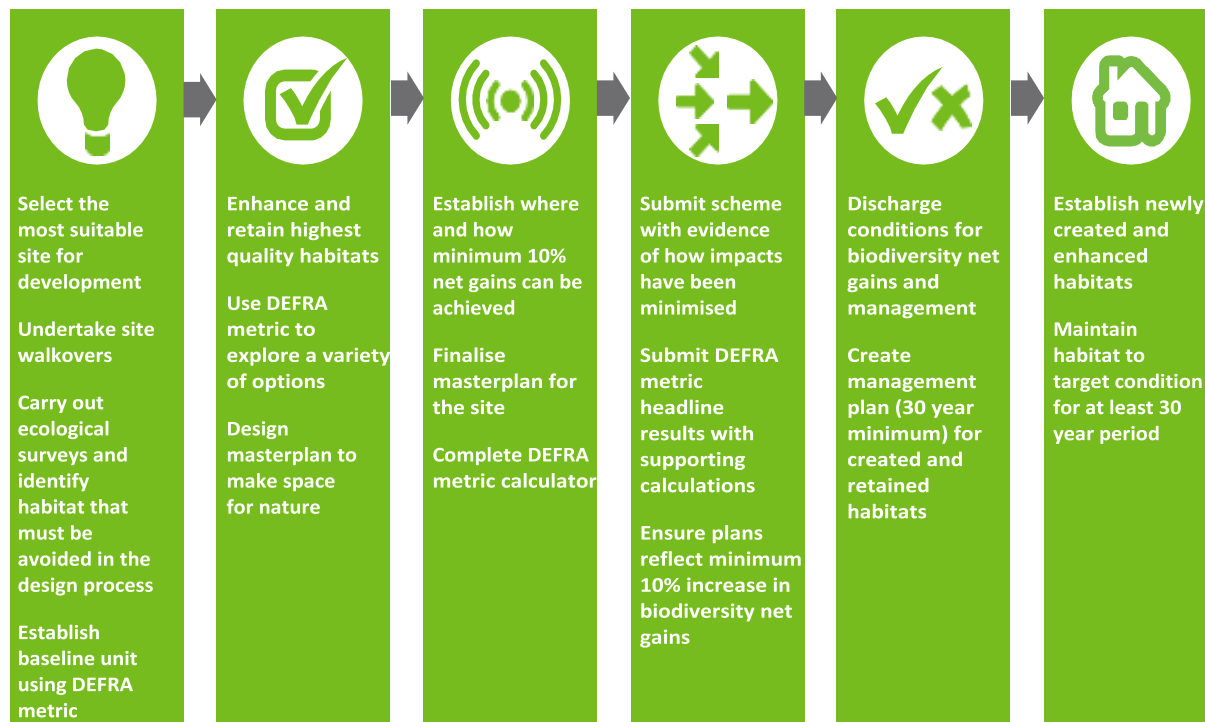 Select the
most suitable
site for
development
Undertake site
walkovers
Carry out
ecological
surveys and
identify
habitat that
must be
avoided in the
design process
Establish
baseline unit
using DEFRA
metric
Enhance and
retain highest
quality habitats
Use DEFRA
metric to
explore a variety
of options
Design
masterplan to
make space
for nature
Establish where
and how
minimum 10%
net gains can be
achieved
Finalise
masterplan for
the site
Complete DEFRA
metric calculator
Submit scheme
with evidence
of how impacts
have been
minimised
Submit DEFRA
metric
headline
results with
supporting
calculations
Ensure plans
reflect minimum
10% increase in
biodiversity net
gains
Discharge
conditions for
biodiversity net
gains and
management
Create
management
plan (30 year
minimum) for
created and
retained
habitats
Establish newly
created and
enhanced
habitats
Maintain
habitat to
target condition
for at least 30
year period